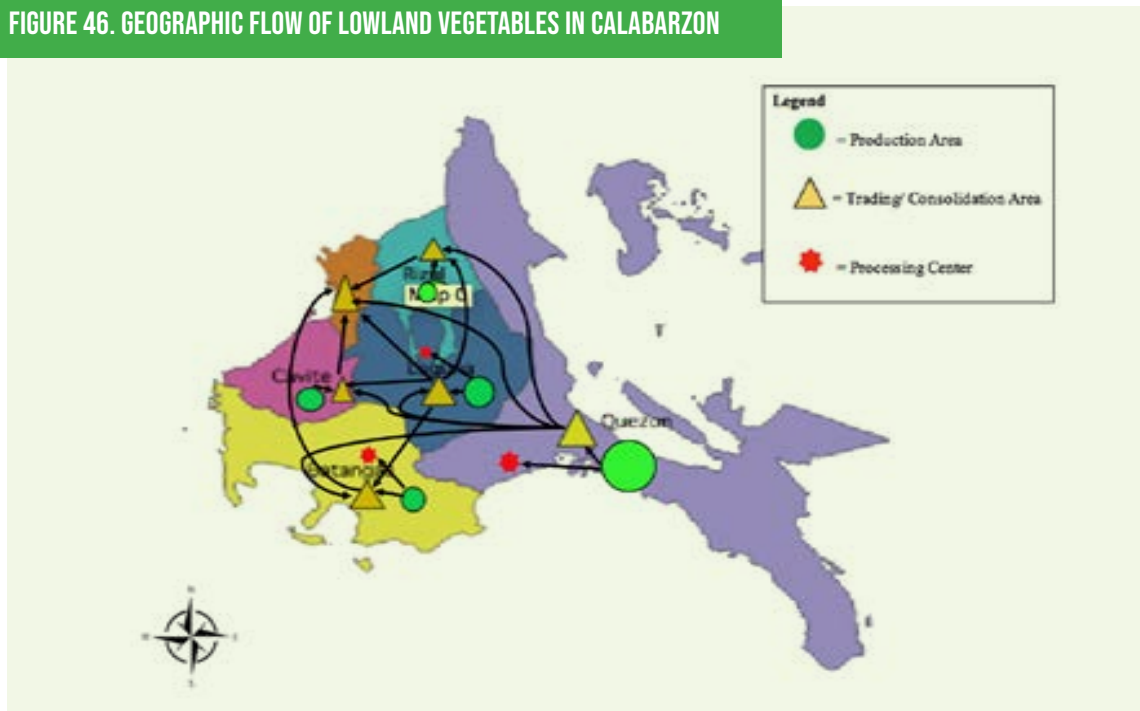 FIGURE 46. GEOGRAPHIC FLOW OF LOWLAND VEGETABLES IN CALABARZON
Legend
= Production Area
= Trading/ Consolidation Area
= Processing Center
Rizal
Cavite
Quezon
N
S